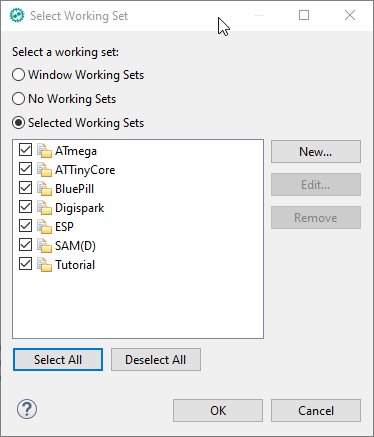 Select Working Set
Select a working set:
Window Working Sets
No Working Sets
Selected Working Sets
ATmega
ATTinyCore
BluePill
Digispark
ESP
SAM(D)
Tutorial
New...
Edit...
Remove
Select All
Deselect All
?
OK
Cancel